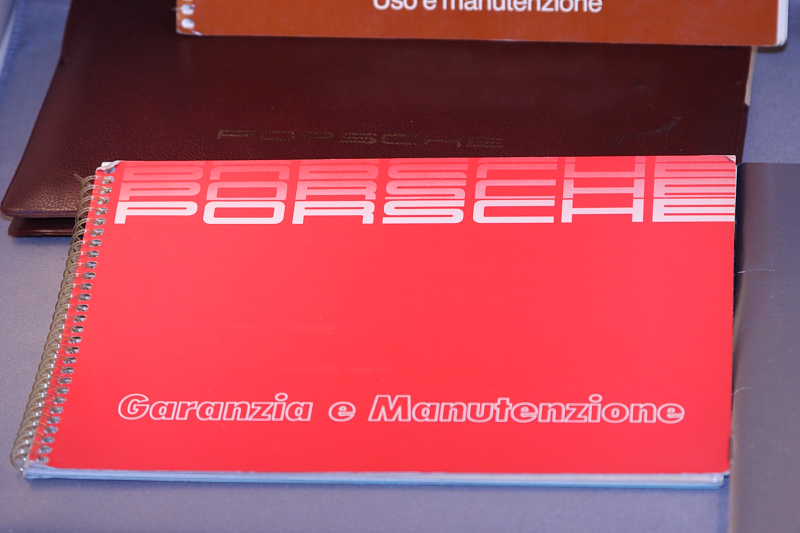 Uso e manutenzione
PORSCHE
PORSCHE
PORSCHE
PORSCHE
Garanzia e Manutenzione